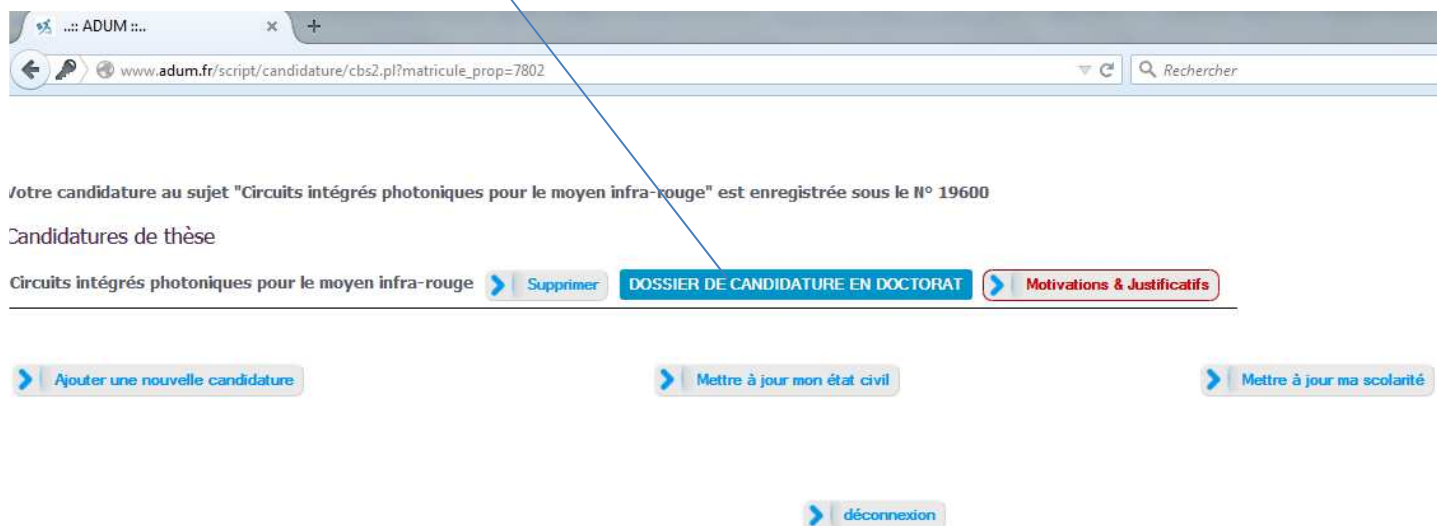 ..:: ADUM ::...
www.adum.fr/script/candidature/cbs2.pl?matricule_prop=7802 Rechercher
Votre candidature au sujet "Circuits intégrés photoniques pour le moyen infra-rouge" est enregistrée sous le N° 19600
Candidatures de thèse
Circuits intégrés photoniques pour le moyen infra-rouge Supprimer DOSSIER DE CANDIDATURE EN DOCTORAT Motivations & Justificatifs
Ajouter une nouvelle candidature Mettre à jour mon état civil Mettre à jour ma scolarité
déconnexion